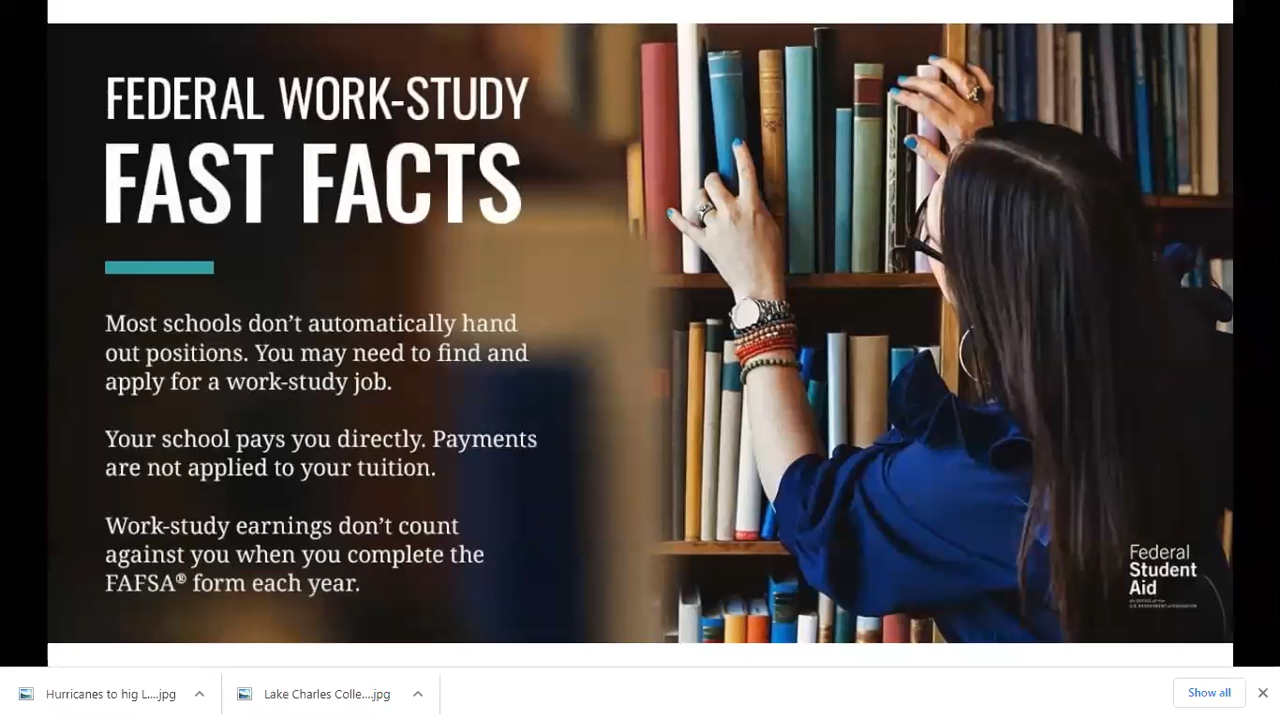 FEDERAL WORK-STUDY
FAST FACTS
Most schools don’t automatically hand
out positions. You may need to find and
apply for a work-study job.
Your school pays you directly. Payments
are not applied to your tuition.
Work-study earnings don’t count
against you when you complete the
FAFSA® form each year.
Federal
Student
Aid
Hurricanes to hig L....jpg
Lake Charles Colle....jpg
Show all